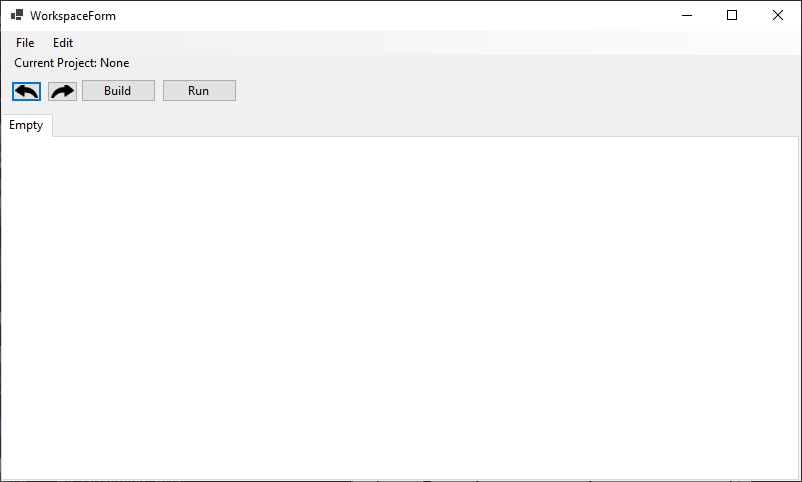 WorkspaceForm
File Edit
Current Project: None
Build Run
Empty